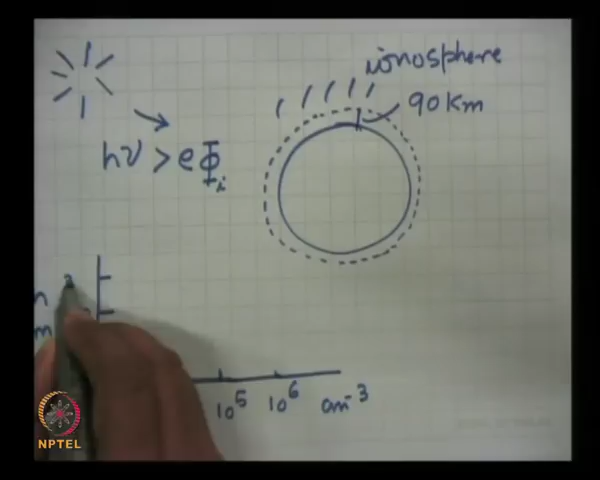 ionosphere
90 Km
hν > eΦi
n
m
10^5 10^6 cm^-3
NPTEL